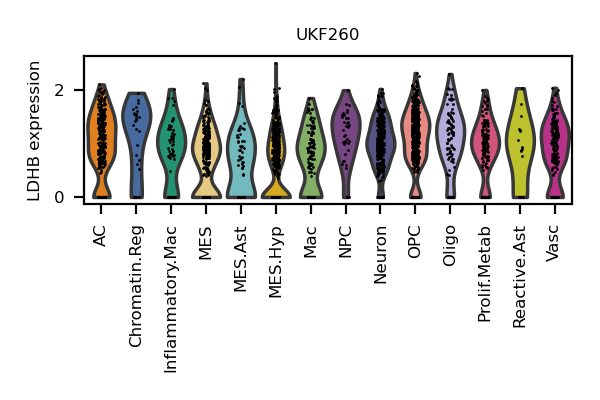 UKF260
LDHB expression
2
0
AC
Chromatin.Reg
Inflammatory.Mac
MES
MES.Ast
MES.Hyp
Mac
NPC
Neuron
OPC
Oligo
Prolif.Metab
Reactive.Ast
Vasc